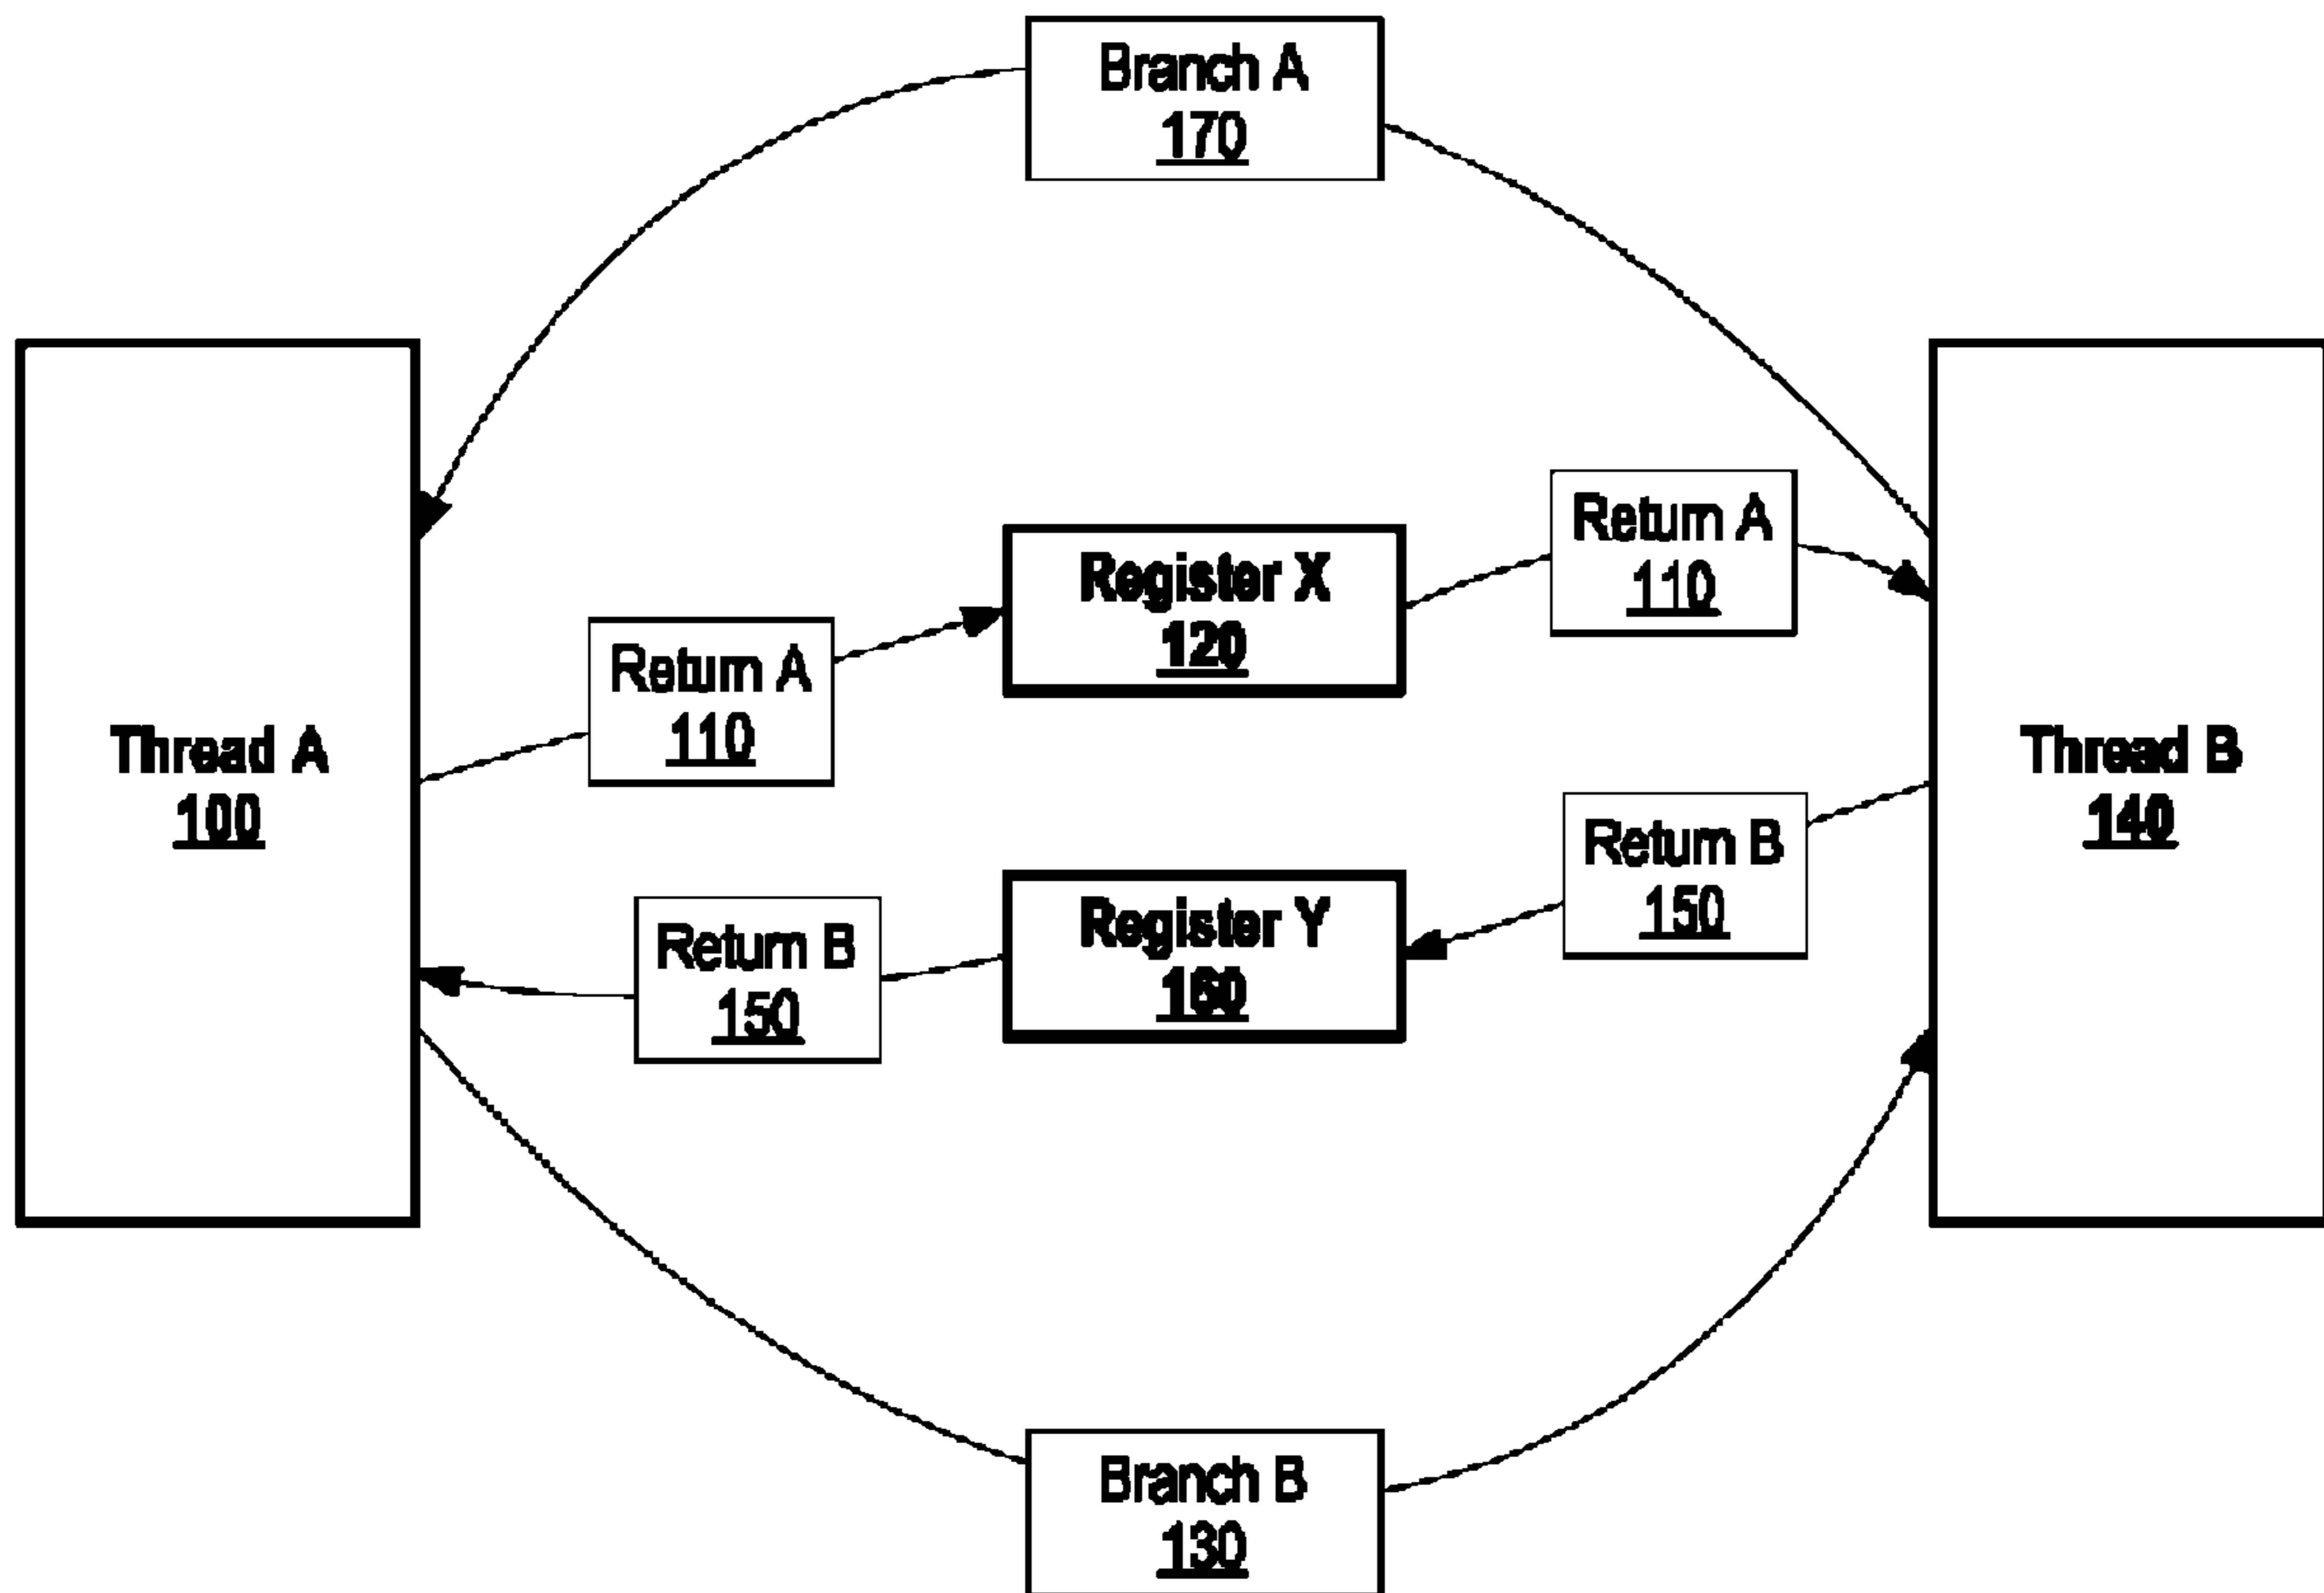 Branch A
170
Return A
110
Register X
120
Return A
110
Thread A
100
Thread B
140
Return B
150
Register Y
160
Return B
150
Branch B
130